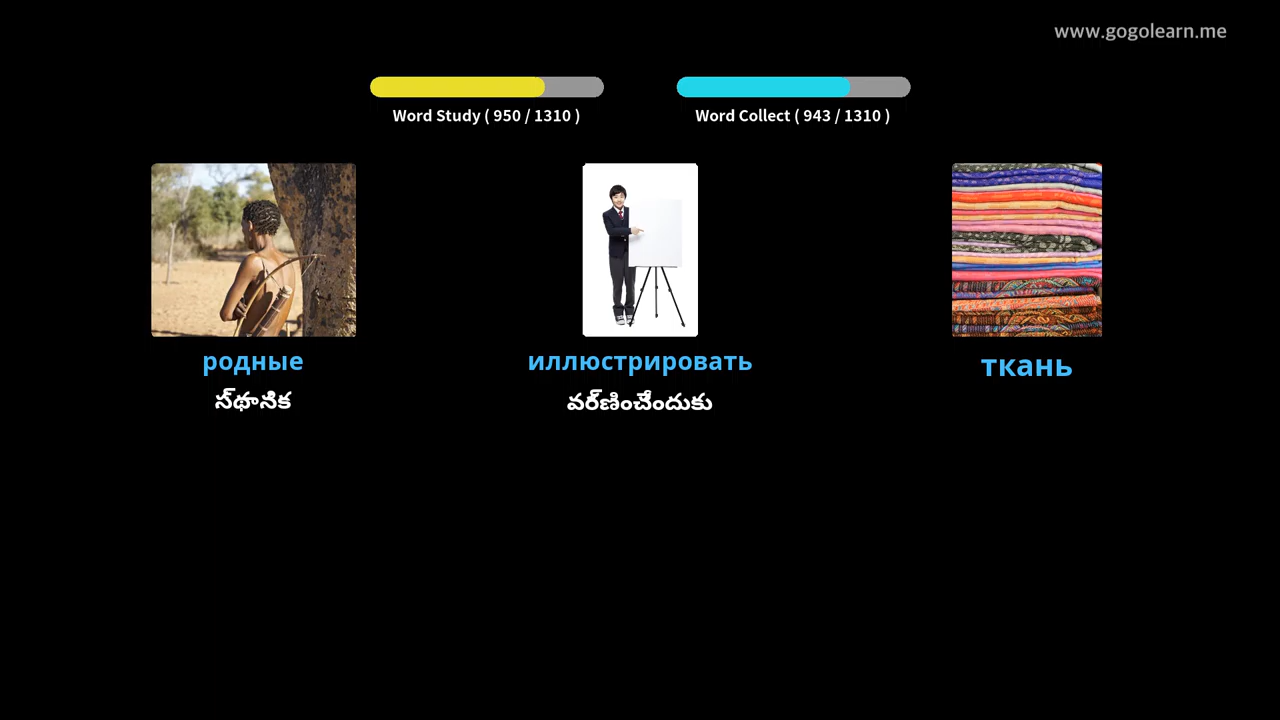 www.gogolearn.me
Word Study ( 950 / 1310 )
Word Collect ( 943 / 1310 )
родные
иллюстрировать
ткань
స్థానిక
వర్ణించేందుకు